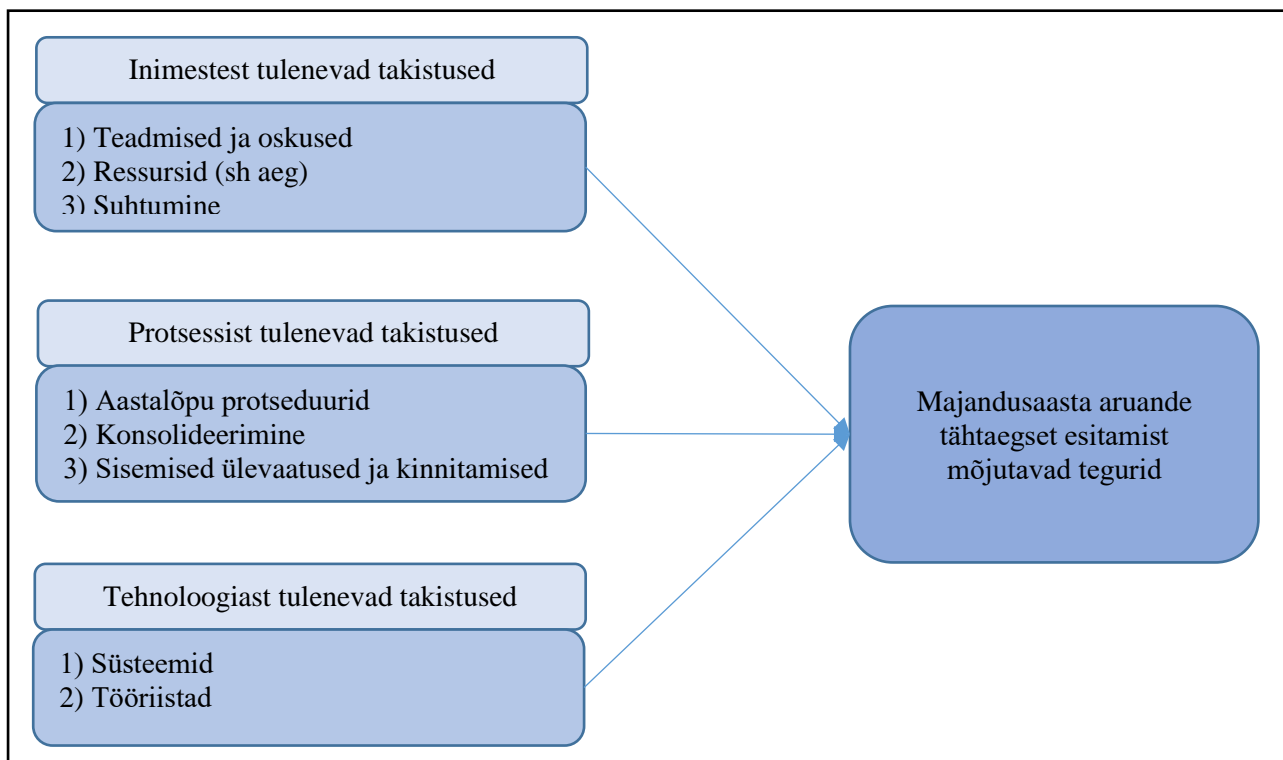 Inimestest tulenevad takistused
1) Teadmised ja oskused
2) Ressursid (sh aeg)
3) Suhtumine
Protsessist tulenevad takistused
1) Aastalõpu protseduurid
2) Konsolideerimine
3) Sisemised ülevaatused ja kinnitamised
Tehnoloogiast tulenevad takistused
1) Süsteemid
2) Tööriistad
Majandusaasta aruande
tähtaegset esitamist
mõjutavad tegurid